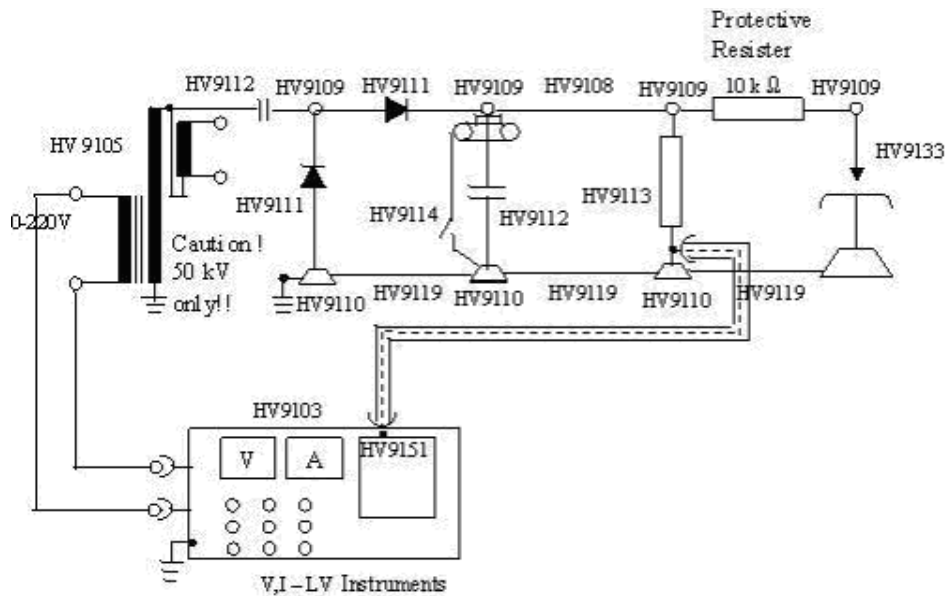 Protective
Resister
10 k Ω
HV9112
HV9109
HV9111
HV9109
HV9108
HV9109
HV9109
HV 9105
HV9133
HV9111
HV9114
HV9112
HV9113
0-220V
Caution !
50 kV
only!!
HV9110
HV9119
HV9110
HV9119
HV9110
HV9119
HV9103
V
A
HV9151
V,I – LV Instruments